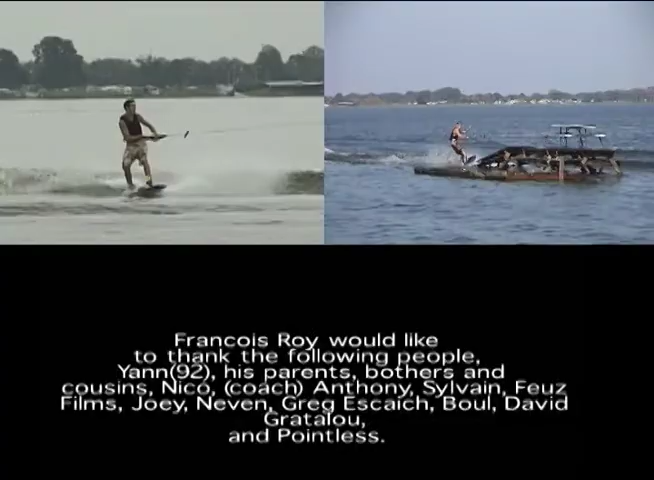 Francois Roy would like
to thank the following people,
Yann(92), his parents, bothers and
cousins, Nico, (coach) Anthony, Sylvain, Feuz
Films, Joey, Neven, Greg Escaich, Boul, David
Gratalou,
and Pointless.